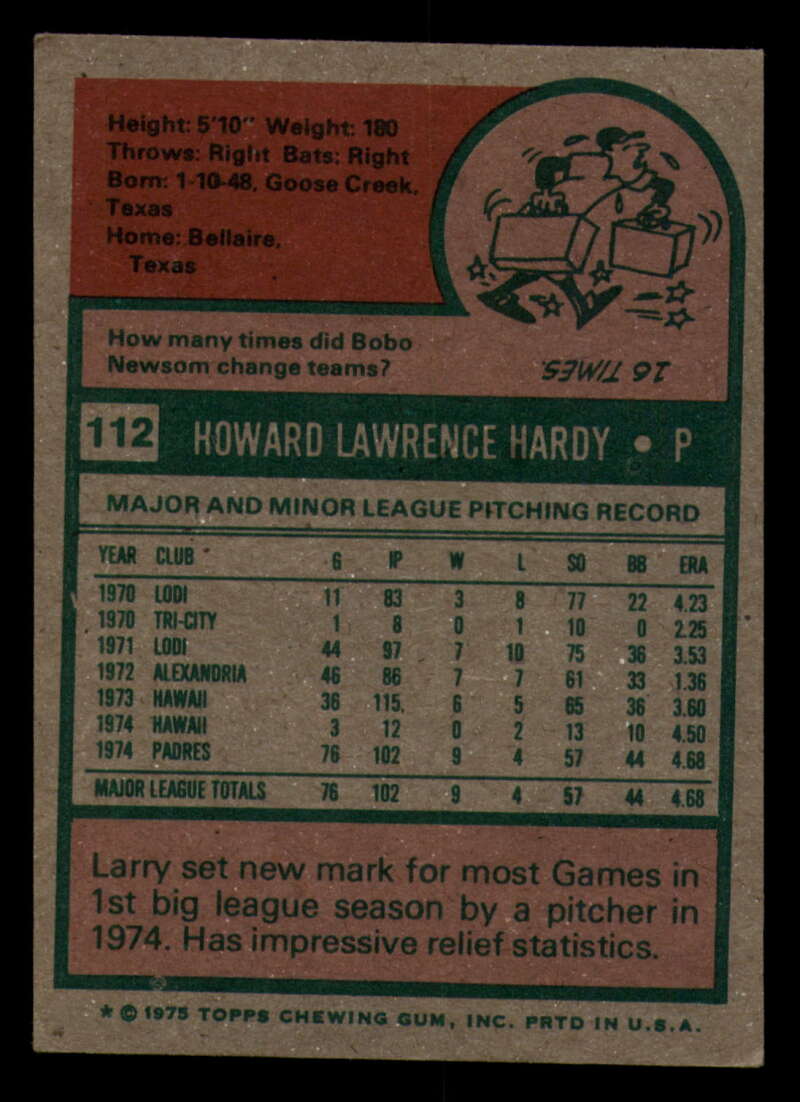 Height: 5'10" Weight: 180
Throws: Right Bats: Right
Born: 1-10-48, Goose Creek,
Texas
Home: Bellaire,
Texas
How many times did Bobo
Newsom change teams?
16 TIMES.
112 HOWARD LAWRENCE HARDY • P
MAJOR AND MINOR LEAGUE PITCHING RECORD
YEAR CLUB G IP W L SO BB ERA
1970 LODI 11 83 3 8 77 22 4.23
1970 TRI-CITY 1 8 0 1 10 0 2.25
1971 LODI 44 97 7 10 75 36 3.53
1972 ALEXANDRIA 46 86 7 7 61 33 1.36
1973 HAWAII 36 115 6 5 65 36 3.60
1974 HAWAII 3 12 0 2 13 10 4.50
1974 PADRES 76 102 9 4 57 44 4.68
MAJOR LEAGUE TOTALS 76 102 9 4 57 44 4.68
Larry set new mark for most Games in
1st big league season by a pitcher in
1974. Has impressive relief statistics.
* © 1975 TOPPS CHEWING GUM, INC. PRTD IN U.S.A.